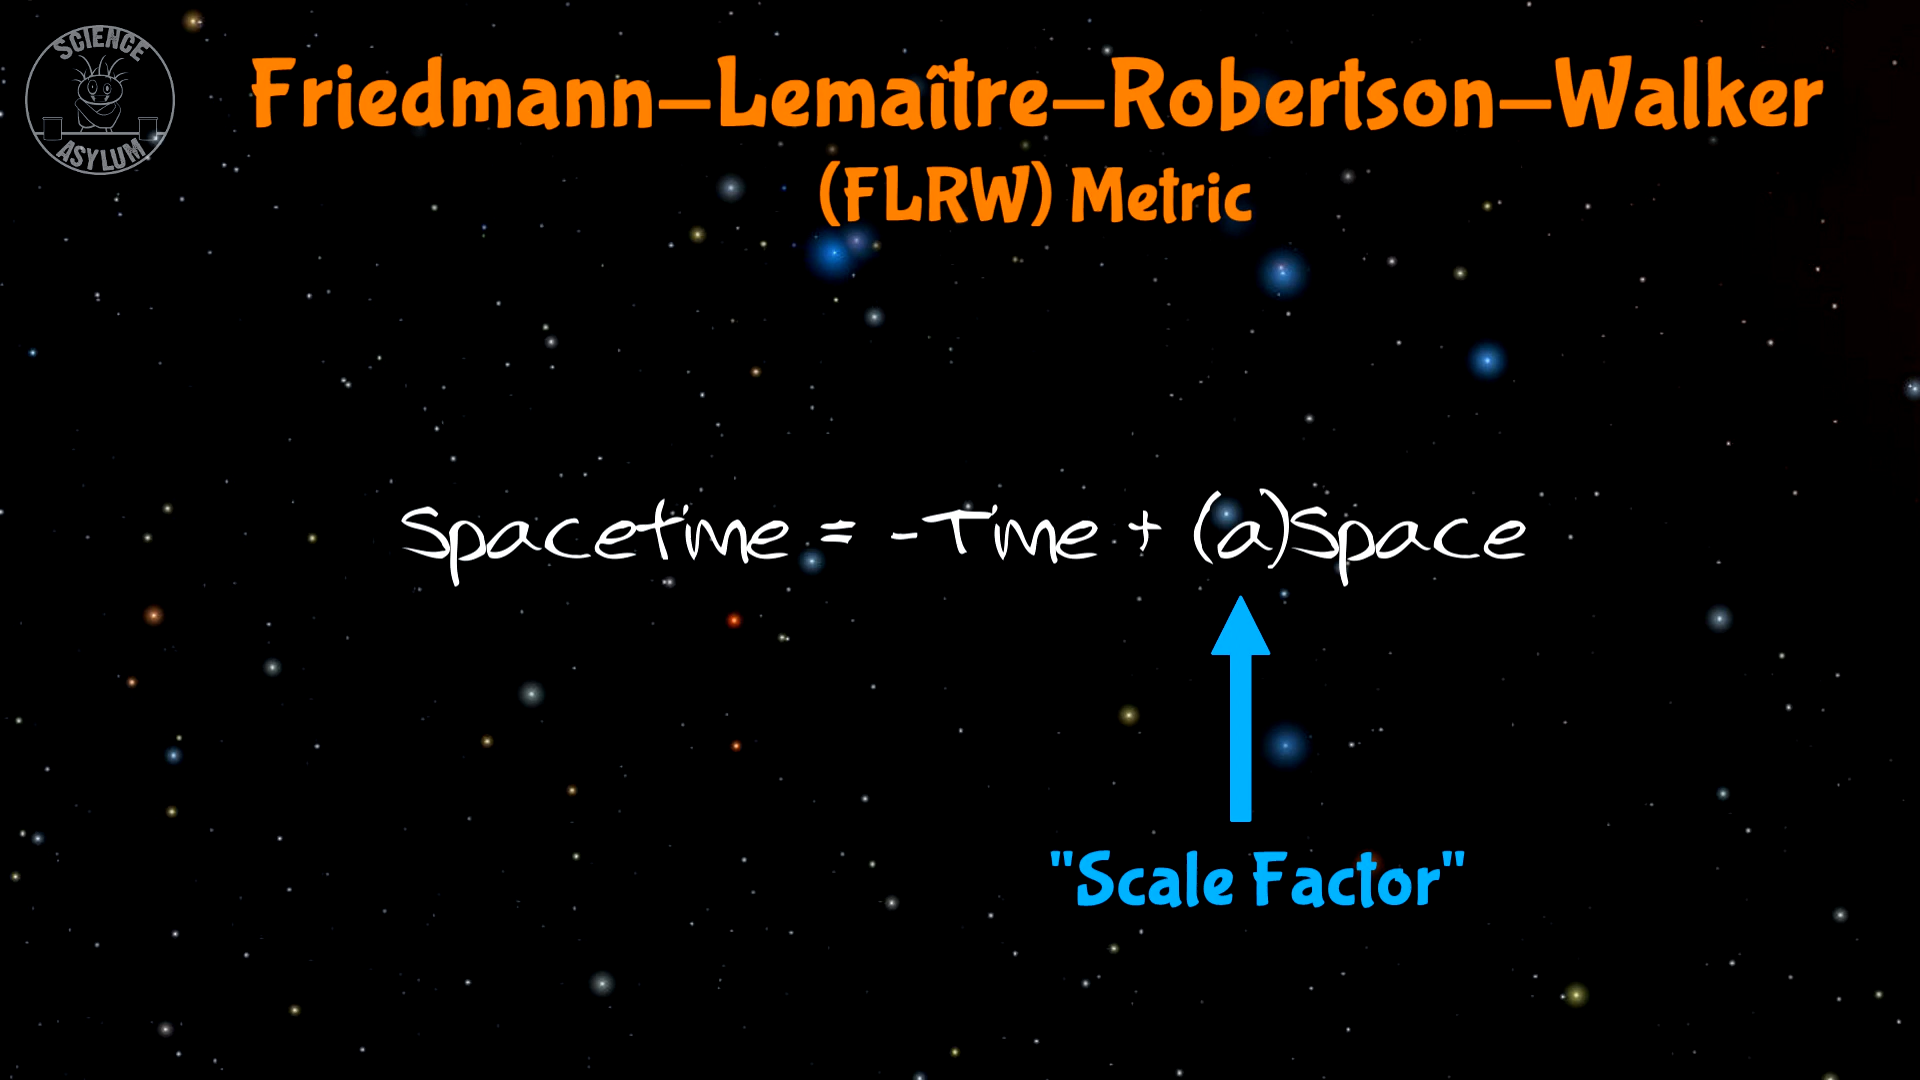 SCIENCE
ASYLUM
Friedmann—Lemaître—Robertson—Walker
(FLRW) Metric
Spacetime = -Time + (a)Space
"Scale Factor"